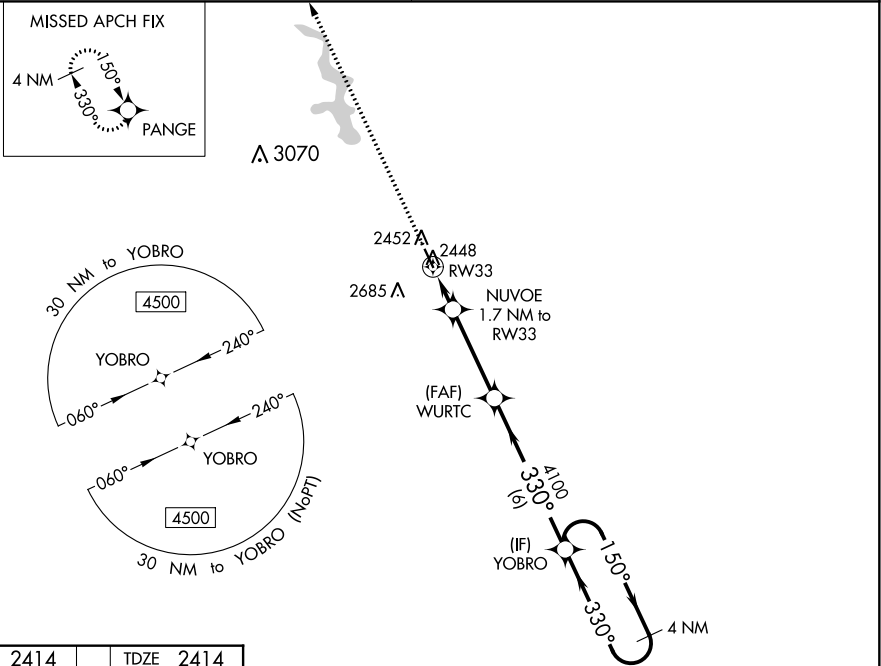 MISSED APCH FIX
4 NM
150°
330°
PANGE
3070
2452
2448
RW33
2685
NUVOE
1.7 NM to
RW33
30 NM to YOBRO
4500
YOBRO
240°
060°
(FAF)
WURTC
240°
060°
YOBRO
4500
30 NM to YOBRO (NoPT)
330°
4100
(6)
(IF)
YOBRO
150°
330°
4 NM
2414
TDZE 2414